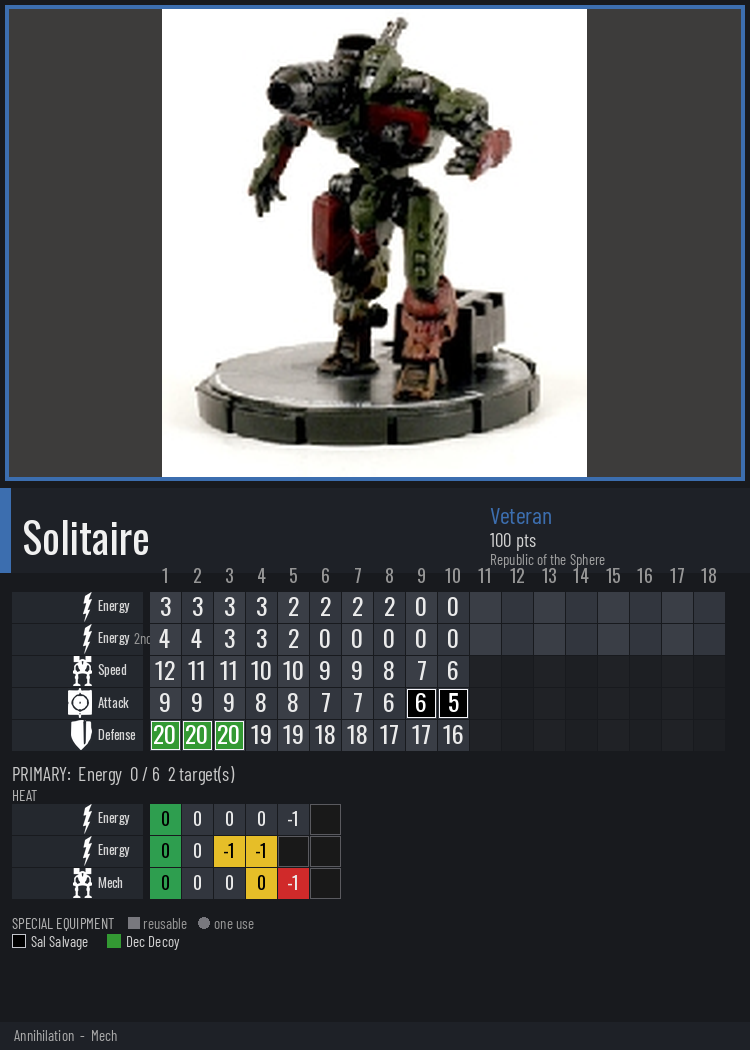 Solitaire
Veteran
100 pts
Republic of the Sphere
1 2 3 4 5 6 7 8 9 10 11 12 13 14 15 16 17 18
Energy 3 3 3 3 2 2 2 2 0 0
Energy 2nd 4 4 3 3 2 0 0 0 0 0
Speed 12 11 11 10 10 9 9 8 7 6
Attack 9 9 9 8 8 7 7 6 6 5
Defense 20 20 20 19 19 18 18 17 17 16
PRIMARY: Energy 0 / 6 2 target(s)
HEAT
Energy 0 0 0 0 -1
Energy 0 0 -1 -1
Mech 0 0 0 0 -1
SPECIAL EQUIPMENT reusable one use
Sal Salvage Dec Decoy
Annihilation - Mech